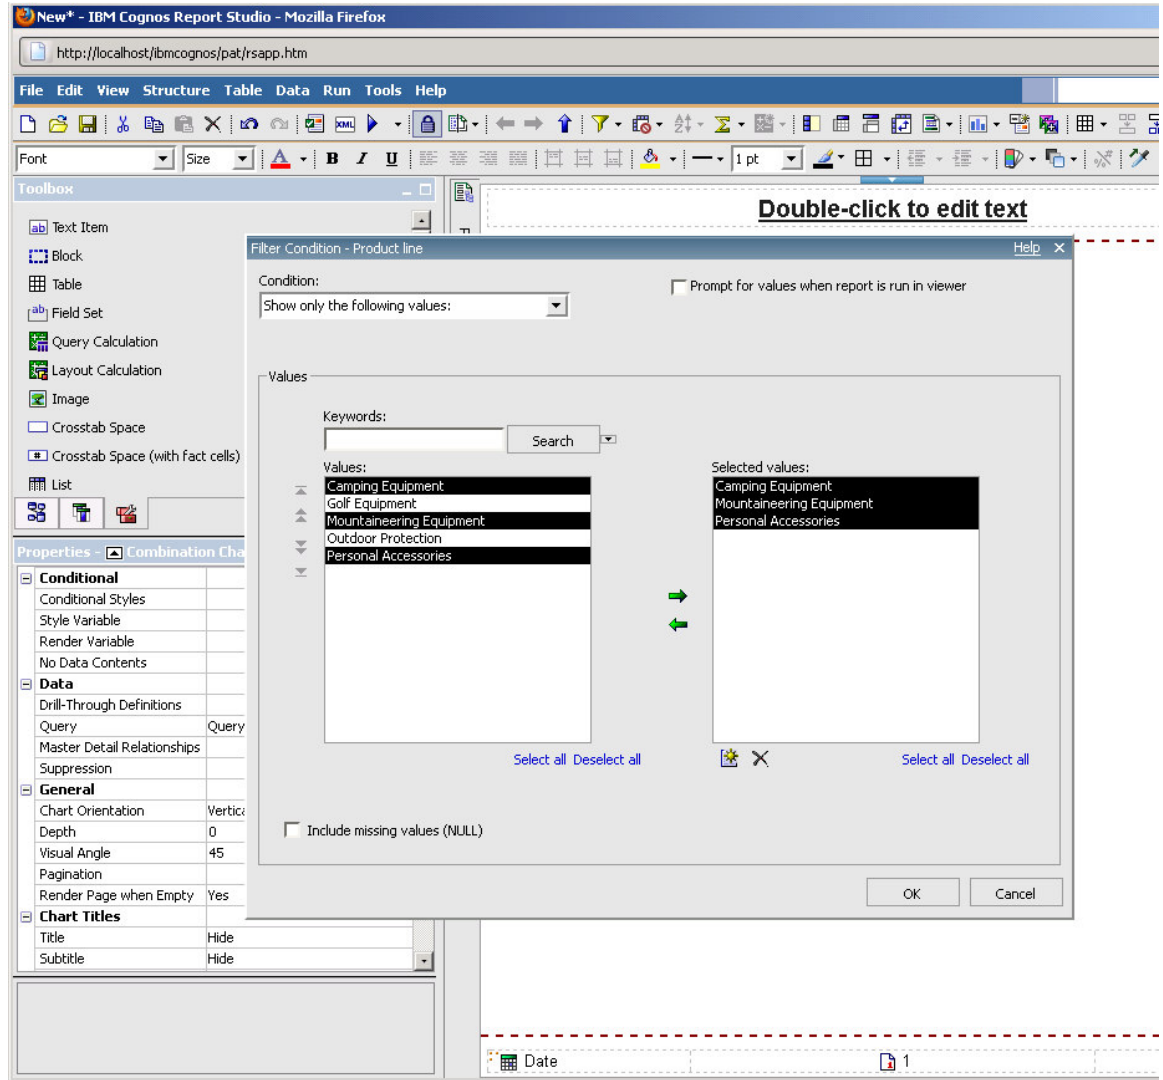 New* - IBM Cognos Report Studio - Mozilla Firefox
http://localhost/ibmcognos/pat/rsapp.htm
File Edit View Structure Table Data Run Tools Help
Font Size A B I U 1 pt
Toolbox
Text Item
Block
Table
Field Set
Query Calculation
Layout Calculation
Image
Crosstab Space
Crosstab Space (with fact cells)
List
Double-click to edit text
Filter Condition - Product line Help
Condition:
Show only the following values:
Prompt for values when report is run in viewer
Values
Keywords:
Search
Values:
Camping Equipment
Golf Equipment
Mountaineering Equipment
Outdoor Protection
Personal Accessories
Select all Deselect all
Selected values:
Camping Equipment
Mountaineering Equipment
Personal Accessories
Select all Deselect all
Include missing values (NULL)
OK Cancel
Properties - Combination Cha
Conditional
Conditional Styles
Style Variable
Render Variable
No Data Contents
Data
Drill-Through Definitions
Query Query
Master Detail Relationships
Suppression
General
Chart Orientation Vertica
Depth 0
Visual Angle 45
Pagination
Render Page when Empty Yes
Chart Titles
Title Hide
Subtitle Hide
Date 1